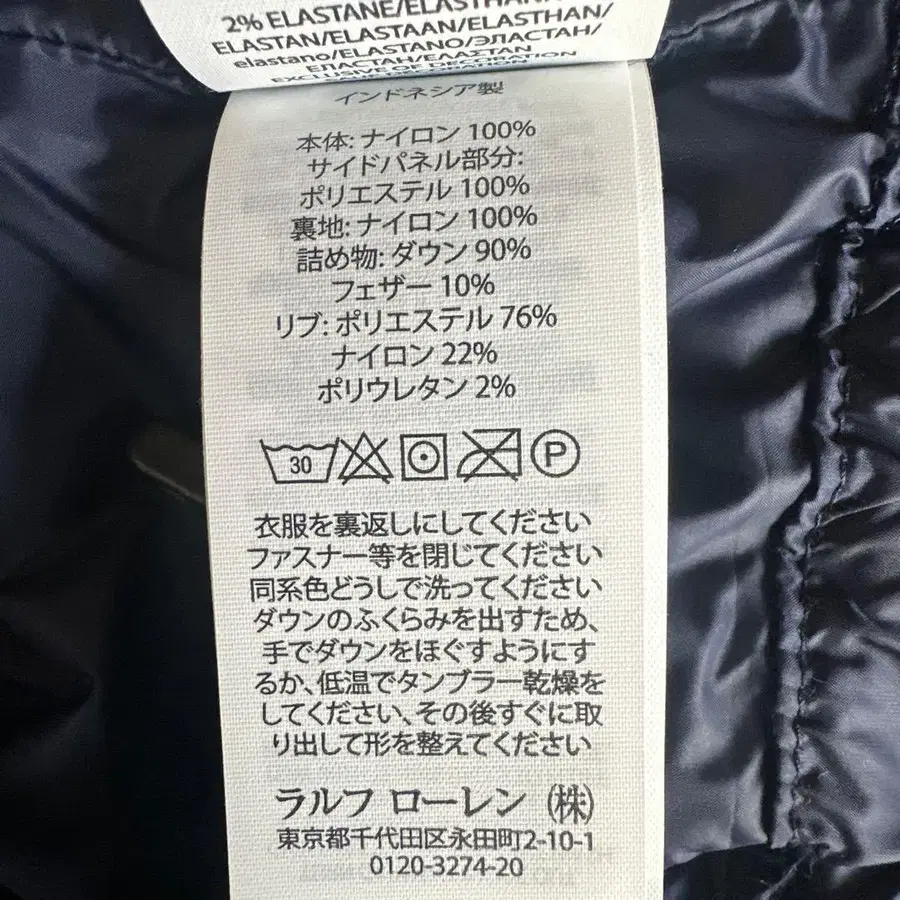 2% ELASTANE/ELASTHAN
ELASTAN/ELASTAAN/ELASTHAN/
elastano/ELASTANO/ЭЛАСТАН/
ΕΛΑΣΤΑΝ/ΕΛΑΣΤΑΝ
EXCLUSIVE OF DECORATION
インドネシア製
本体: ナイロン 100%
サイドパネル部分:
ポリエステル 100%
裏地: ナイロン 100%
詰め物: ダウン 90%
フェザー 10%
リブ: ポリエステル 76%
ナイロン 22%
ポリウレタン 2%
30 P
衣服を裏返しにしてください
ファスナー等を閉じてください
同系色どうしで洗ってください
ダウンのふくらみを出すため、
手でダウンをほぐすようにす
るか、低温でタンブラー乾燥を
してください、その後すぐに取
り出して形を整えてください
ラルフ ローレン ㈱
東京都千代田区永田町2-10-1
0120-3274-20